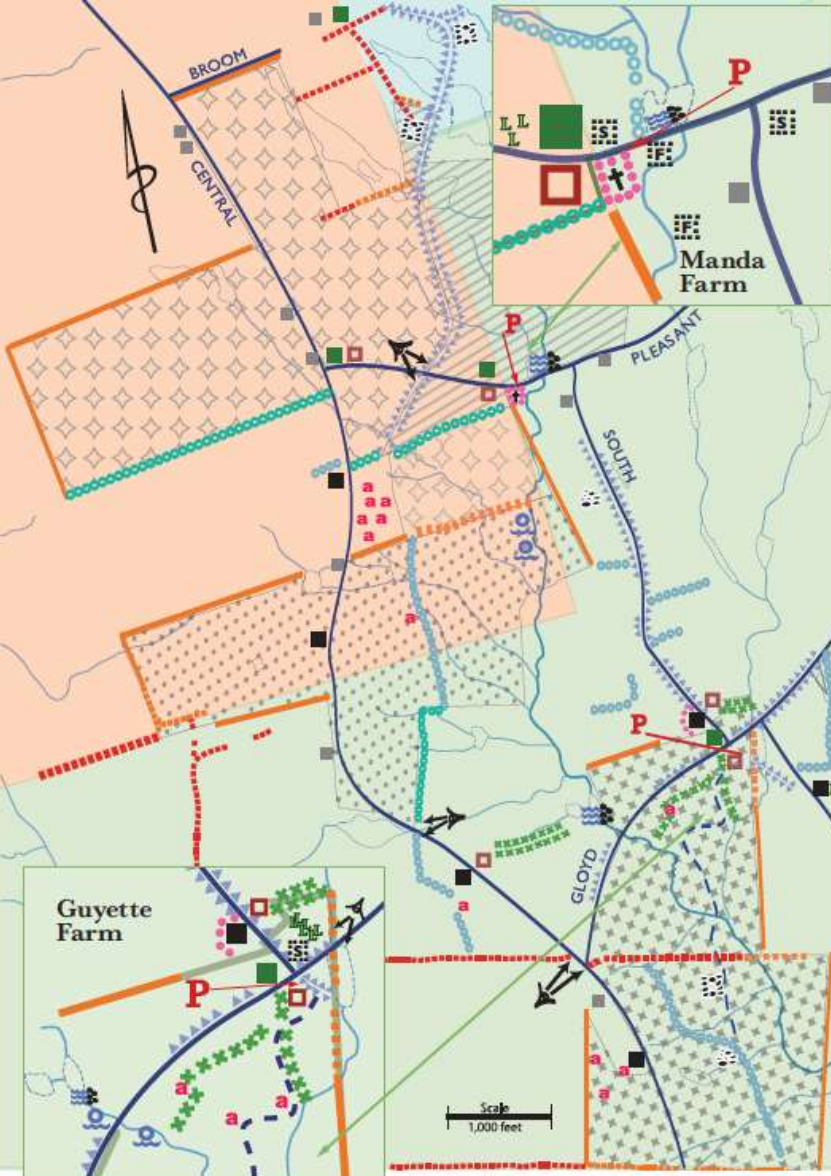 BROOM
CENTRAL
P
S
S
L L
L
F
F
Manda
Farm
P
PLEASANT
SOUTH
a
a a
a a
a
a
P
a
GLOYD
a
Guyette
Farm
L L L
S
P
a
a
a
a
a
a
Scale
1,000 feet